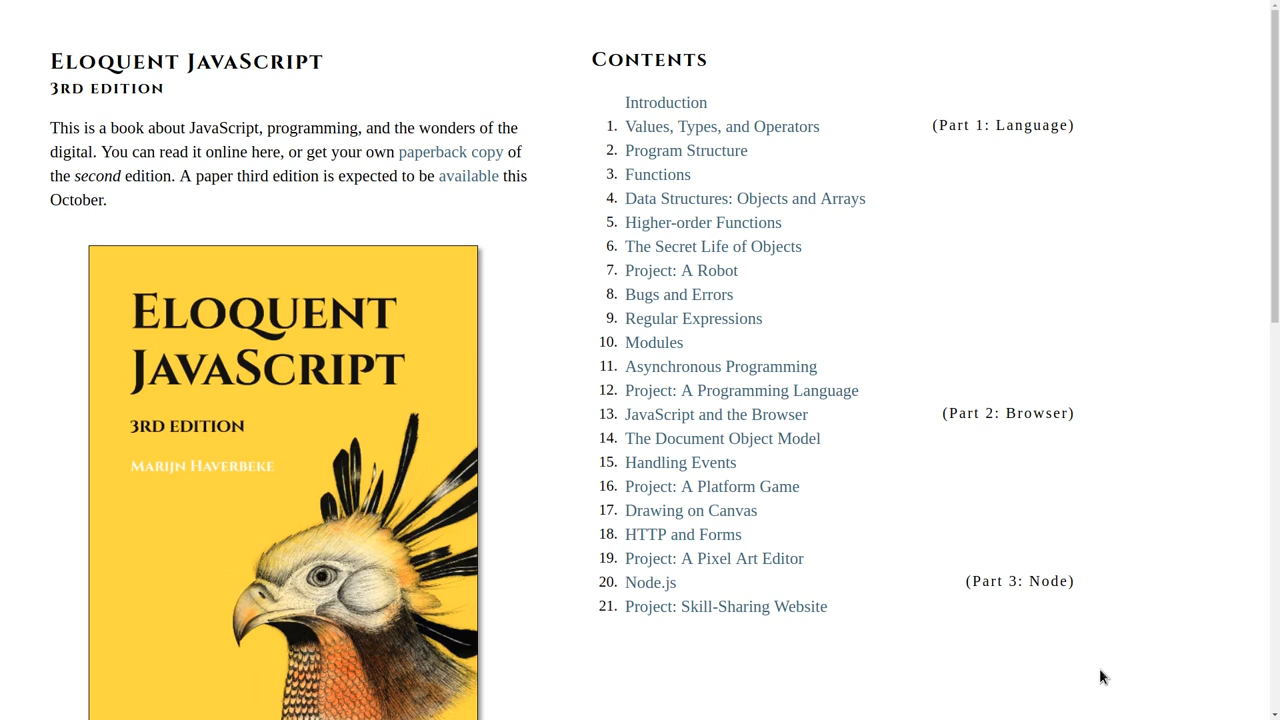 Eloquent JavaScript
3rd edition
This is a book about JavaScript, programming, and the wonders of the
digital. You can read it online here, or get your own paperback copy of
the second edition. A paper third edition is expected to be available this
October.
Eloquent
JavaScript
3rd edition
Marijn Haverbeke
Contents
Introduction
1. Values, Types, and Operators (Part 1: Language)
2. Program Structure
3. Functions
4. Data Structures: Objects and Arrays
5. Higher-order Functions
6. The Secret Life of Objects
7. Project: A Robot
8. Bugs and Errors
9. Regular Expressions
10. Modules
11. Asynchronous Programming
12. Project: A Programming Language
13. JavaScript and the Browser (Part 2: Browser)
14. The Document Object Model
15. Handling Events
16. Project: A Platform Game
17. Drawing on Canvas
18. HTTP and Forms
19. Project: A Pixel Art Editor
20. Node.js (Part 3: Node)
21. Project: Skill-Sharing Website